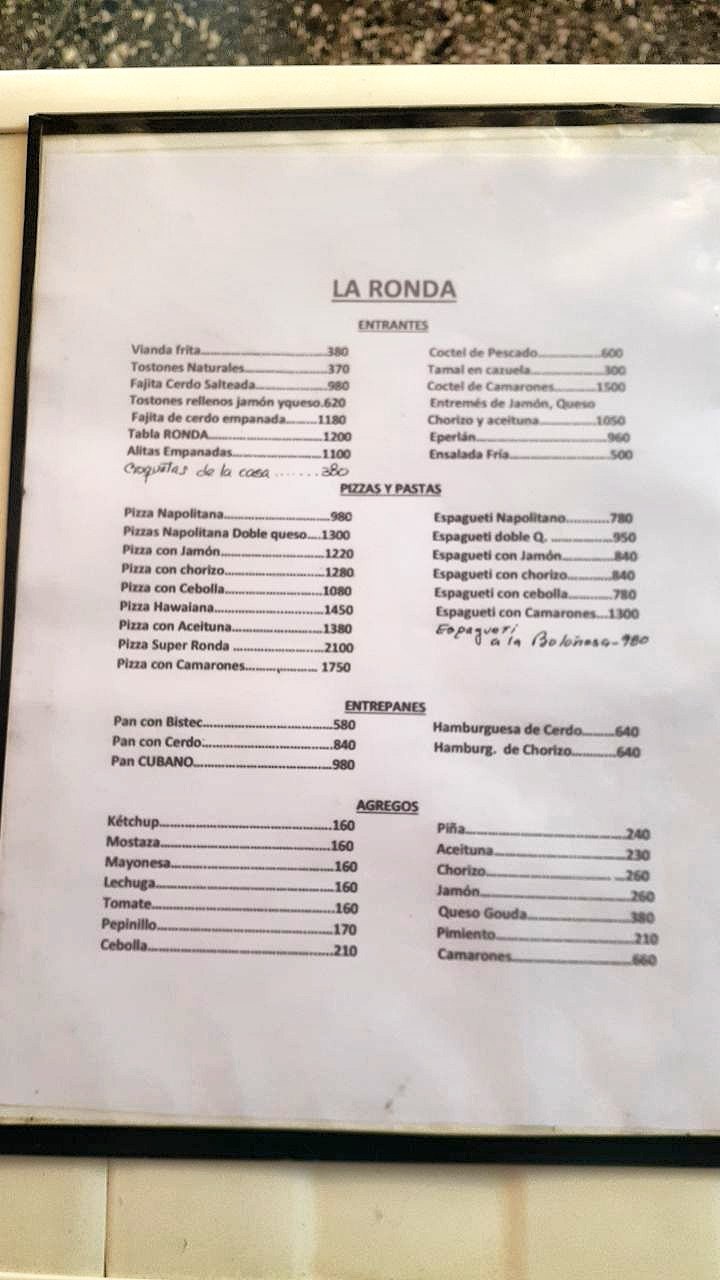 LA RONDA
ENTRANTES
Vianda frita...............................380
Tostones Naturales....................370
Fajita Cerdo Salteada..................980
Tostones rellenos jamón yqueso.620
Fajita de cerdo empanada.........1180
Tabla RONDA............................1200
Alitas Empanadas......................1100
Croquetas de la casa .......380
Coctel de Pescado...............600
Tamal en cazuela.................300
Coctel de Camarones..........1500
Entremés de Jamón, Queso
Chorizo y aceituna.............1050
Eperlán................................960
Ensalada Fría........................500
PIZZAS Y PASTAS
Pizza Napolitana..........................980
Pizzas Napolitana Doble queso...1300
Pizza con Jamón.........................1220
Pizza con chorizo.......................1280
Pizza con Cebolla.......................1080
Pizza Hawaiana..........................1450
Pizza con Aceituna.....................1380
Pizza Super Ronda .....................2100
Pizza con Camarones.................. 1750
Espagueti Napolitano...........780
Espagueti doble Q. ...............950
Espagueti con Jamón............840
Espagueti con chorizo...........840
Espagueti con cebolla...........780
Espagueti con Camarones...1300
Espagueti
a la Boloñesa-980
ENTREPANES
Pan con Bistec................................580
Pan con Cerdo................................840
Pan CUBANO..................................980
Hamburguesa de Cerdo........640
Hamburg. de Chorizo...........640
AGREGOS
Kétchup..........................................160
Mostaza.........................................160
Mayonesa.......................................160
Lechuga..........................................160
Tomate...........................................160
Pepinillo.........................................170
Cebolla...........................................210
Piña......................................240
Aceituna...............................230
Chorizo............................. ...260
Jamón...................................260
Queso Gouda........................380
Pimiento................................210
Camarones............................660